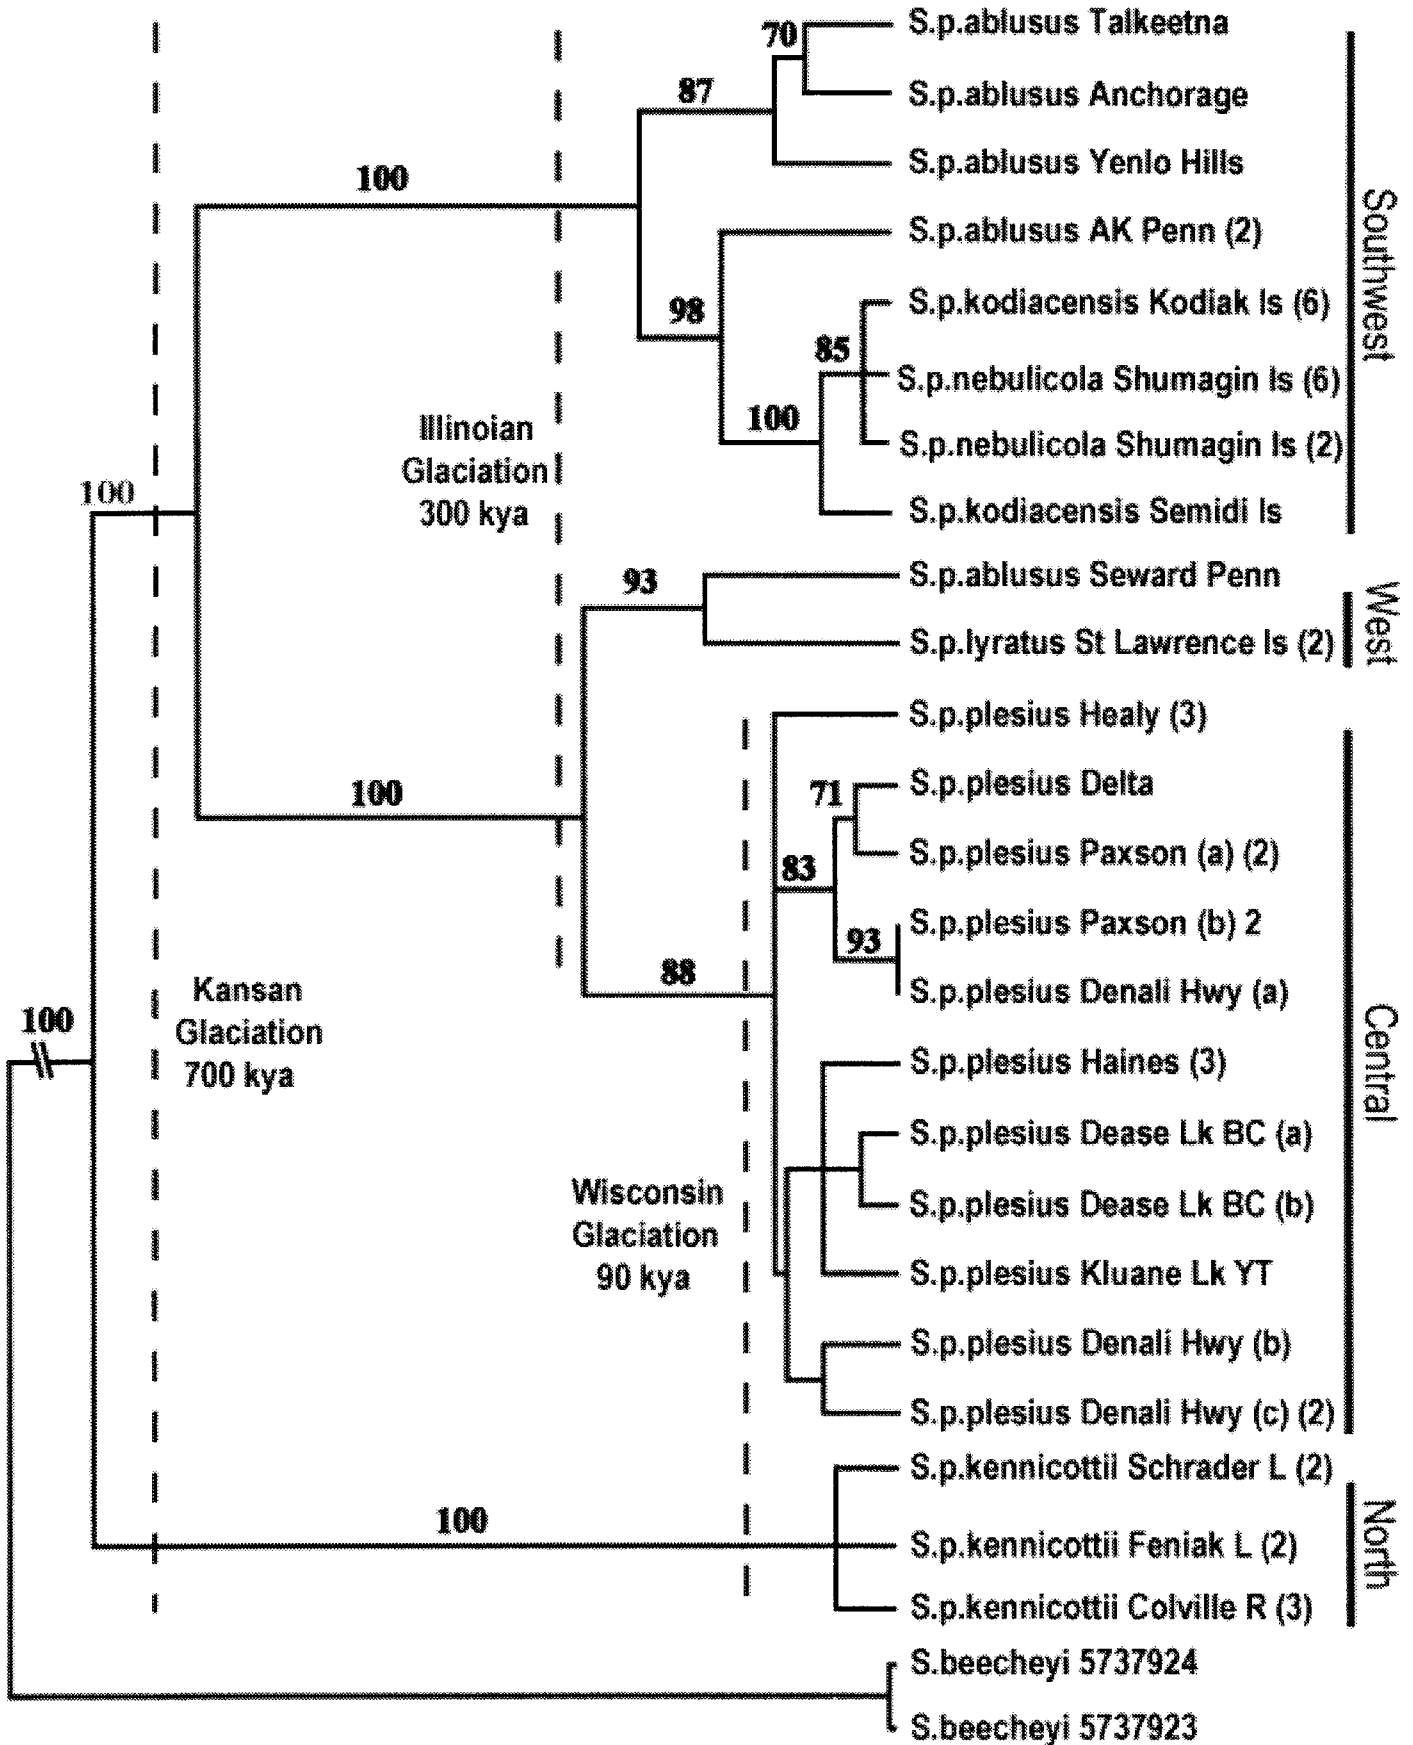 S.p.ablusus Talkeetna
70
87
S.p.ablusus Anchorage
S.p.ablusus Yenlo Hills
100
S.p.ablusus AK Penn (2)
98
S.p.kodiacensis Kodiak Is (6)
85
S.p.nebulicola Shumagin Is (6)
100
S.p.nebulicola Shumagin Is (2)
S.p.kodiacensis Semidi Is
Southwest
Illinoian
Glaciation
300 kya
100
S.p.ablusus Seward Penn
93
S.p.lyratus St Lawrence Is (2)
West
S.p.plesius Healy (3)
71
S.p.plesius Delta
100
S.p.plesius Paxson (a) (2)
83
S.p.plesius Paxson (b) 2
93
88
S.p.plesius Denali Hwy (a)
Kansan
Glaciation
700 kya
100
S.p.plesius Haines (3)
Central
S.p.plesius Dease Lk BC (a)
Wisconsin
Glaciation
90 kya
S.p.plesius Dease Lk BC (b)
S.p.plesius Kluane Lk YT
S.p.plesius Denali Hwy (b)
S.p.plesius Denali Hwy (c) (2)
S.p.kennicottii Schrader L (2)
100
S.p.kennicottii Feniak L (2)
North
S.p.kennicottii Colville R (3)
S.beecheyi 5737924
S.beecheyi 5737923